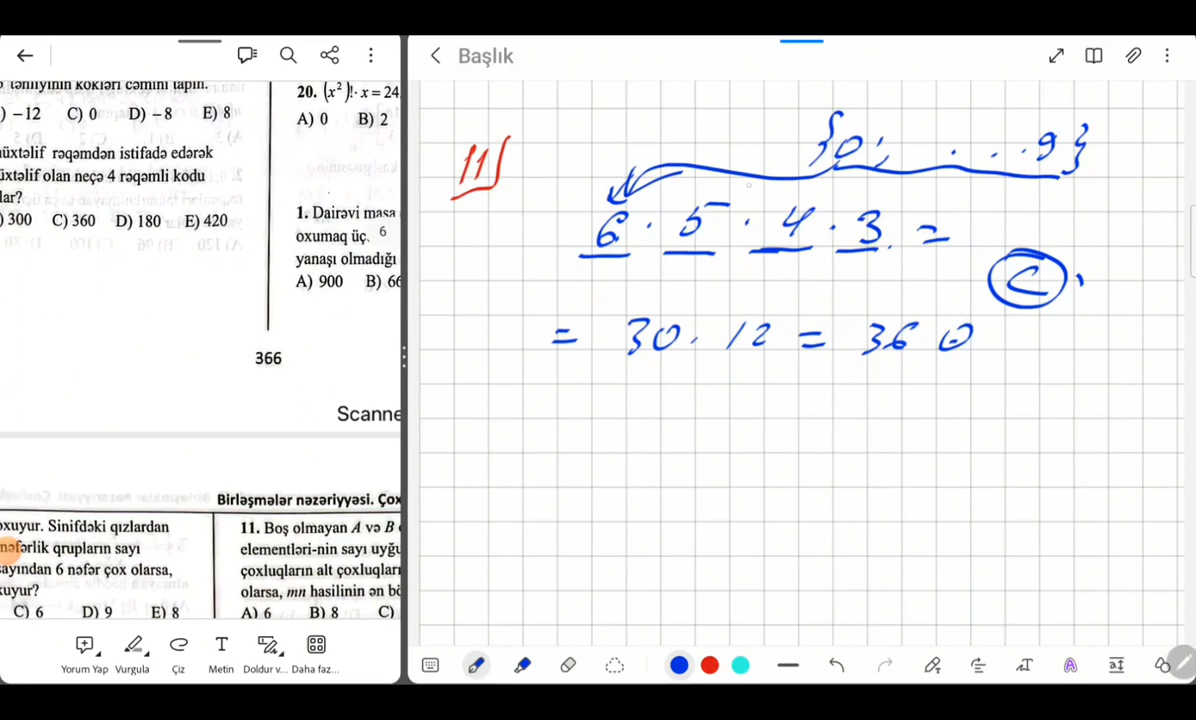 Başlık
ə tənliyinin kökləri cəmini tapın.
) −12 C) 0 D) −8 E) 8
üxtəlif rəqəmdən istifadə edərək
üxtəlif olan neçə 4 rəqəmli kodu
lar?
) 300 C) 360 D) 180 E) 420
20. (x²)!· x = 24
A) 0 B) 2
1. Dairəvi masa
oxumaq üç. 6
yanaşı olmadığı
A) 900 B) 66
366
Scanne
Birləşmələr nəzəriyyəsi. Çox
oxuyur. Sinifdəki qızlardan
nəfərlik qrupların sayı
sayından 6 nəfər çox olarsa,
xuyur?
C) 6 D) 9 E) 8
11. Boş olmayan A və B
elementləri-nin sayı uyğu
çoxluqların alt çoxluqları
olarsa, mn hasilinin ən bö
A) 6 B) 8 C)
11
{0; . . . 9}
6 · 5 · 4 · 3 =
C
= 30 · 12 = 360
Yorum Yap Vurgula Çiz Metin Doldur v... Daha faz...